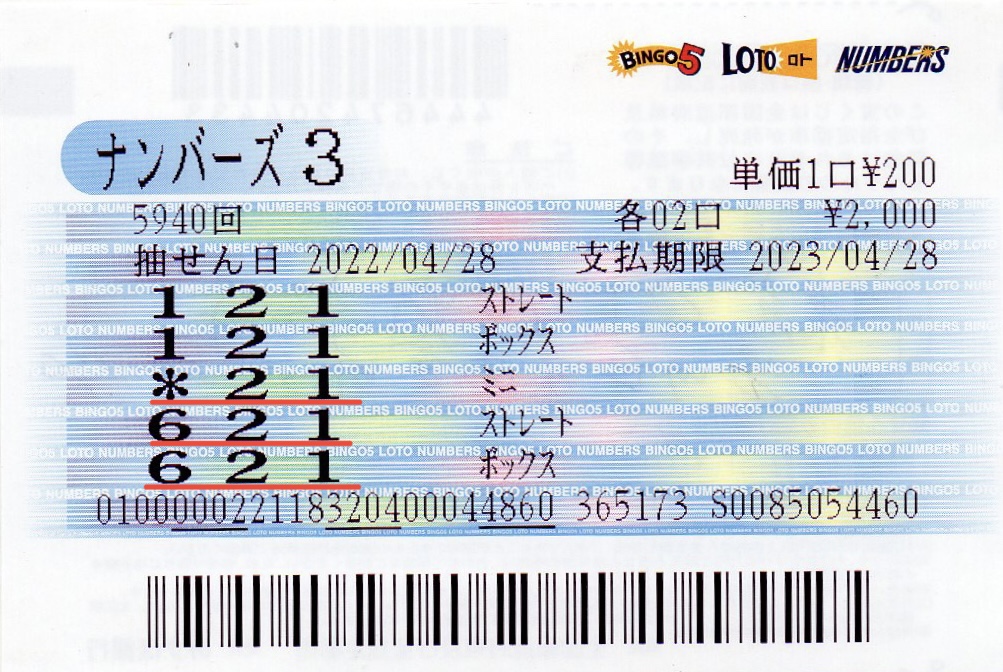 BINGO5 LOTO ロト NUMBERS
ナンバーズ 3
単価1口¥200
5940回 各02口 ¥2,000
抽せん日 2022/04/28 支払期限 2023/04/28
1 2 1 ストレート
1 2 1 ボックス
* 2 1 ミニ
6 2 1 ストレート
6 2 1 ボックス
010000022118320400044860 365173 S0085054460